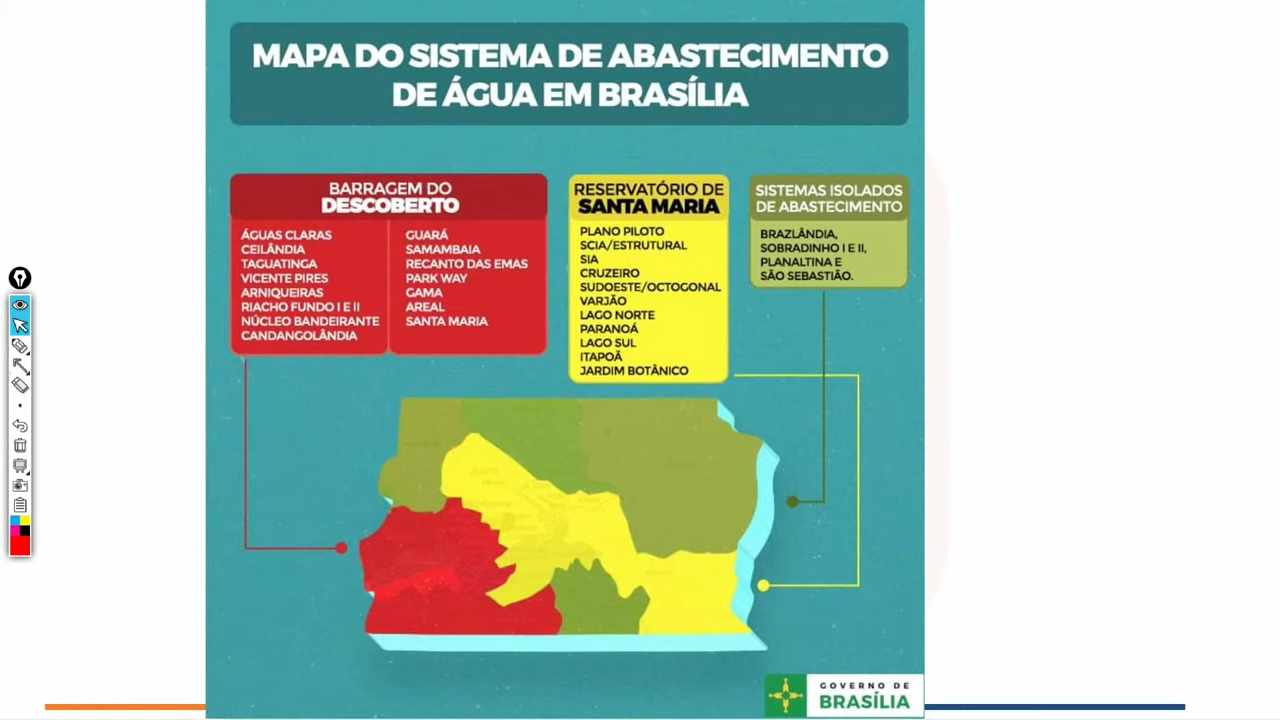 MAPA DO SISTEMA DE ABASTECIMENTO
DE ÁGUA EM BRASÍLIA
BARRAGEM DO
DESCOBERTO
ÁGUAS CLARAS
CEILÂNDIA
TAGUATINGA
VICENTE PIRES
ARNIQUEIRAS
RIACHO FUNDO I E II
NÚCLEO BANDEIRANTE
CANDANGOLÂNDIA
GUARÁ
SAMAMBAIA
RECANTO DAS EMAS
PARK WAY
GAMA
AREAL
SANTA MARIA
RESERVATÓRIO DE
SANTA MARIA
PLANO PILOTO
SCIA/ESTRUTURAL
SIA
CRUZEIRO
SUDOESTE/OCTOGONAL
VARJÃO
LAGO NORTE
PARANOÁ
LAGO SUL
ITAPOÃ
JARDIM BOTÂNICO
SISTEMAS ISOLADOS
DE ABASTECIMENTO
BRAZLÂNDIA,
SOBRADINHO I E II,
PLANALTINA E
SÃO SEBASTIÃO.
GOVERNO DE
BRASÍLIA